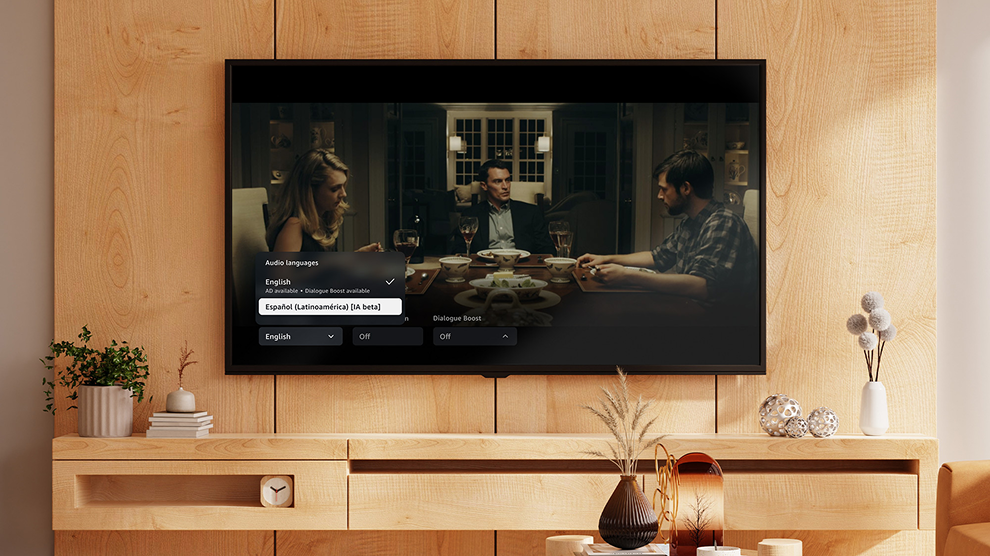 Audio languages
English
AD available • Dialogue Boost available
Español (Latinoamérica) [IA beta]
Dialogue Boost
English
Off
Off